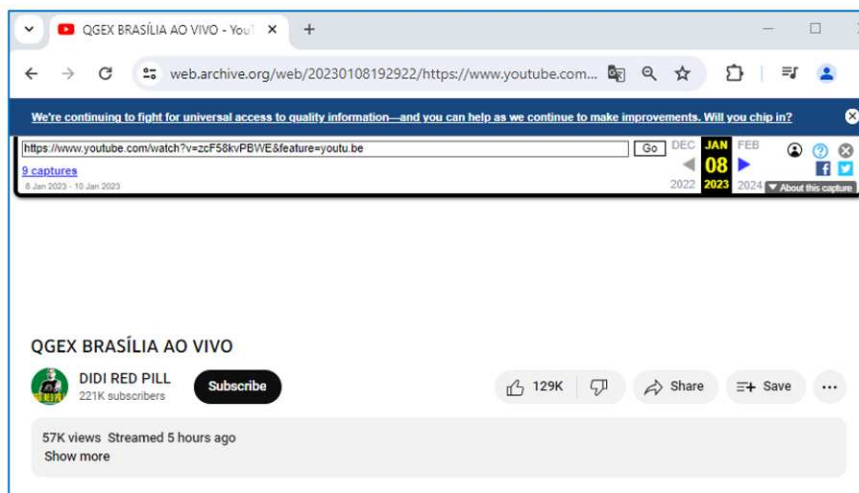 QGEX BRASÍLIA AO VIVO - You
web.archive.org/web/20230108192922/https://www.youtube.com...
We're continuing to fight for universal access to quality information—and you can help as we continue to make improvements. Will you chip in?
https://www.youtube.com/watch?v=zcF58kvPBWE&feature=youtu.be Go DEC JAN FEB
08
9 captures
8 Jan 2023 - 10 Jan 2023 2022 2023 2024 ▼ About this capture
QGEX BRASÍLIA AO VIVO
DIDI RED PILL
221K subscribers
Subscribe 129K Share Save
57K views Streamed 5 hours ago
Show more